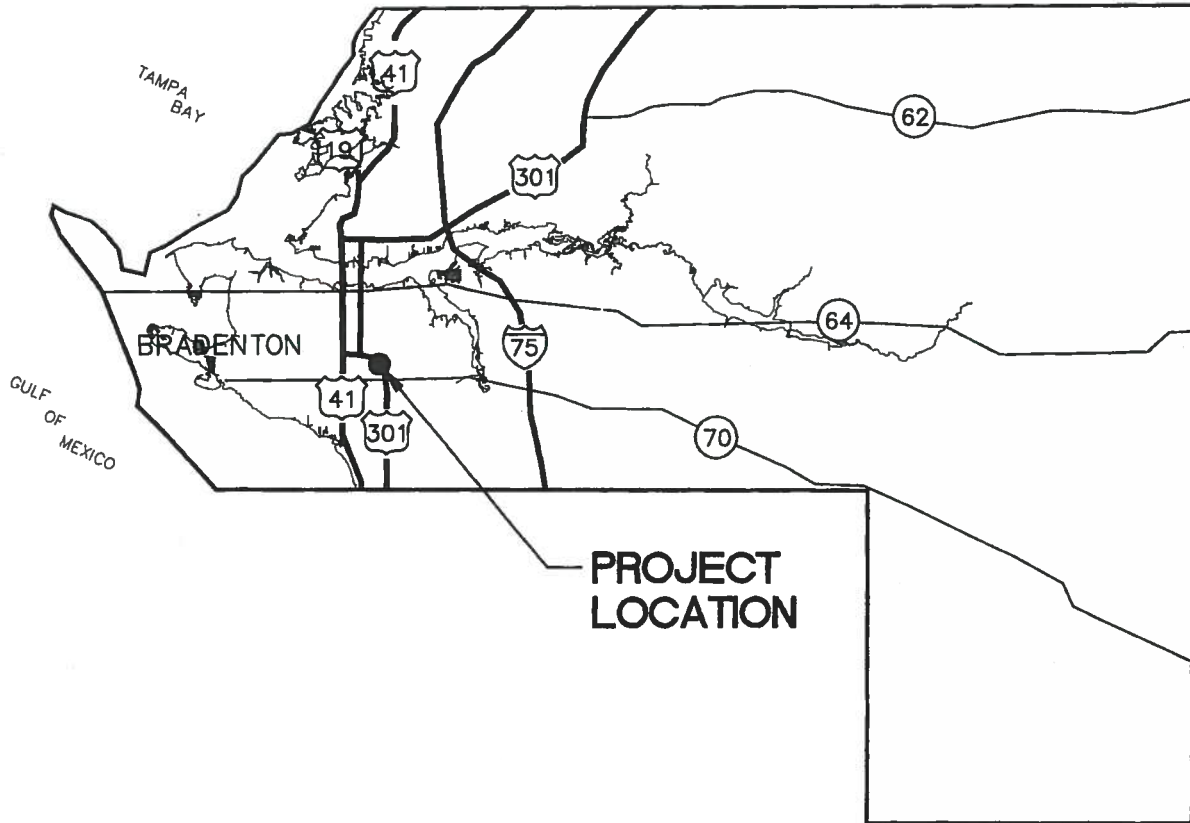 41
TAMPA
BAY
62
19
301
64
75
BRADENTON
41
GULF
OF
MEXICO
301
70
PROJECT
LOCATION